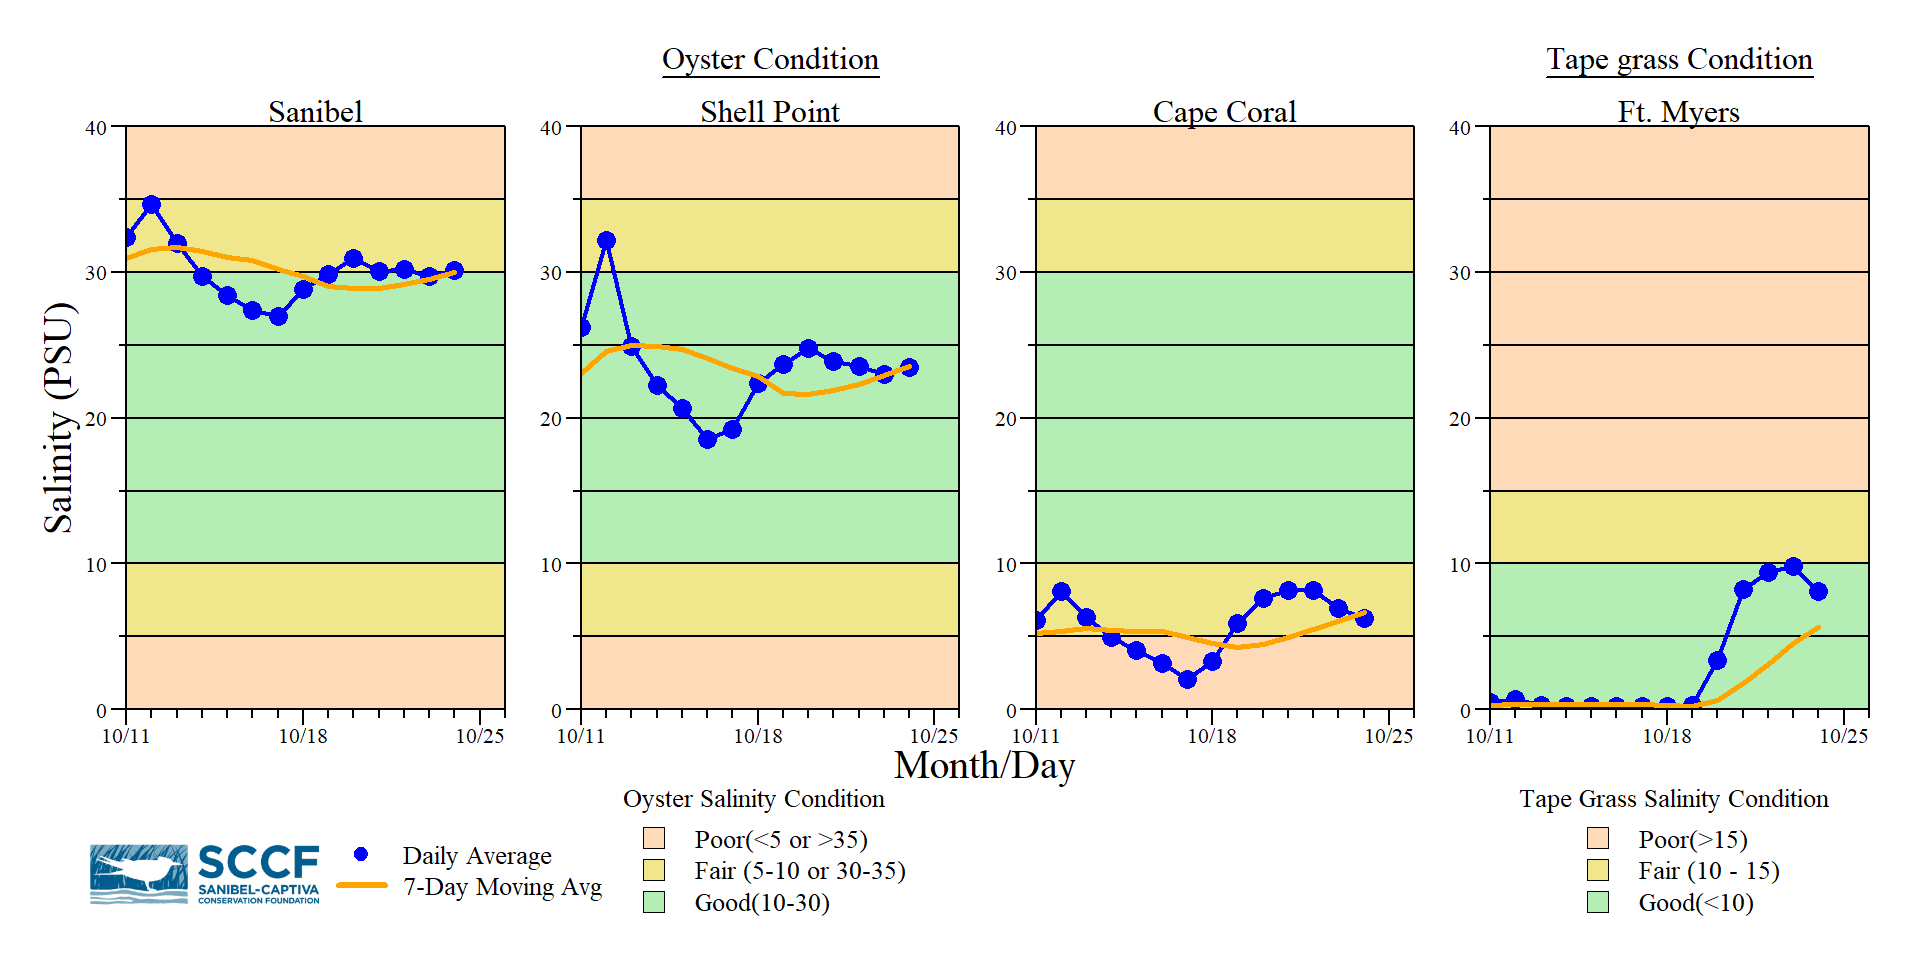 Oyster Condition
Tape grass Condition
Sanibel
Shell Point
Cape Coral
Ft. Myers
40
30
20
10
0
10/11
10/18
10/25
40
30
20
10
0
10/11
10/18
10/25
40
30
20
10
0
10/11
10/18
10/25
40
30
20
10
0
10/11
10/18
10/25
Salinity (PSU)
Month/Day
SCCF
SANIBEL-CAPTIVA
CONSERVATION FOUNDATION
Daily Average
7-Day Moving Avg
Oyster Salinity Condition
Poor(<5 or >35)
Fair (5-10 or 30-35)
Good(10-30)
Tape Grass Salinity Condition
Poor(>15)
Fair (10 - 15)
Good(<10)